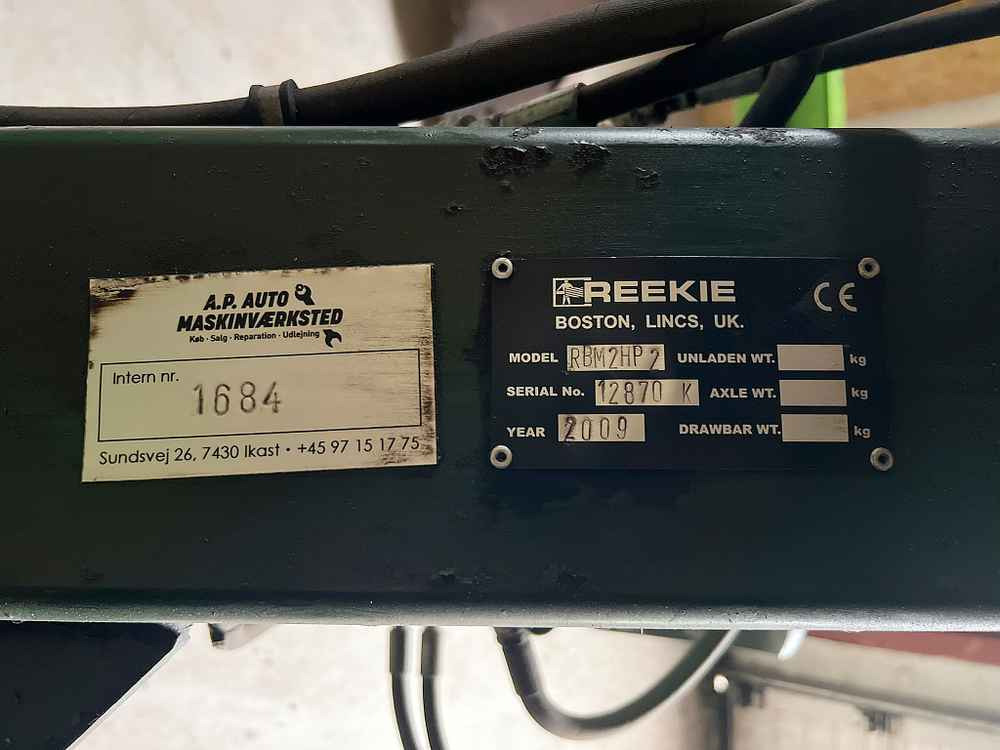 A.P. AUTO
MASKINVÆRKSTED
Køb · Salg · Reparation · Udlejning
Intern nr.
1684
Sundsvej 26, 7430 Ikast · +45 97 15 17 75
REEKIE
CE
BOSTON, LINCS, UK.
MODEL RBM2HP2 UNLADEN WT. kg
SERIAL No. 12870 K AXLE WT. kg
YEAR 2009 DRAWBAR WT. kg